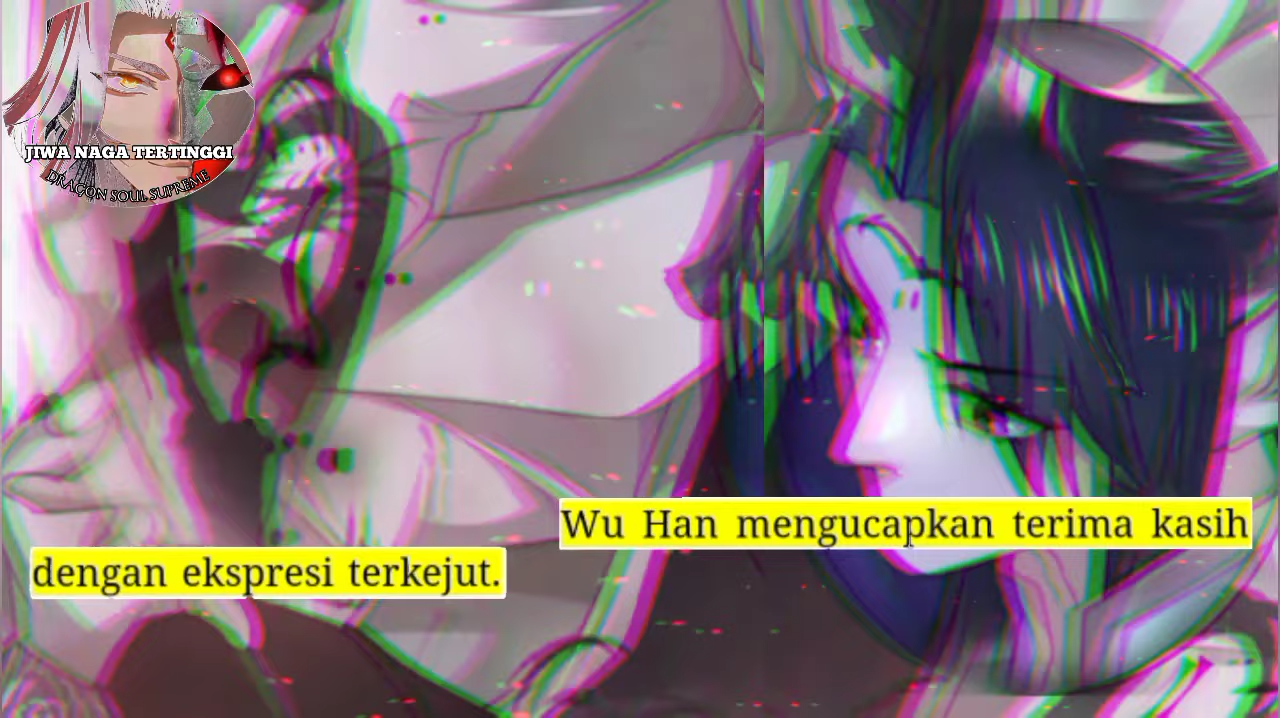 JIWA NAGA TERTINGGI
DRAGON SOUL SUPREME
Wu Han mengucapkan terima kasih
dengan ekspresi terkejut.